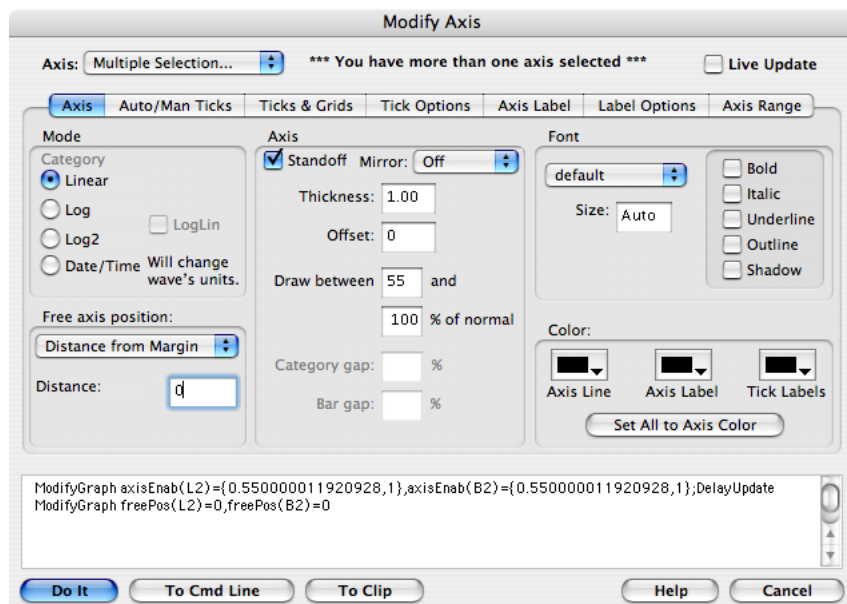 Modify Axis
Axis: Multiple Selection... *** You have more than one axis selected *** Live Update
Axis Auto/Man Ticks Ticks & Grids Tick Options Axis Label Label Options Axis Range
Mode
Category
Linear
Log
Log2
LogLin
Date/Time
Will change
wave's units.
Free axis position:
Distance from Margin
Distance: 0
Axis
Standoff Mirror: Off
Thickness: 1.00
Offset: 0
Draw between 55 and
100 % of normal
Category gap: %
Bar gap: %
Font
default
Size: Auto
Bold
Italic
Underline
Outline
Shadow
Color:
Axis Line Axis Label Tick Labels
Set All to Axis Color
ModifyGraph axisEnab(L2)={0.550000011920928,1},axisEnab(B2)={0.550000011920928,1};DelayUpdate
ModifyGraph freePos(L2)=0,freePos(B2)=0
Do It To Cmd Line To Clip Help Cancel